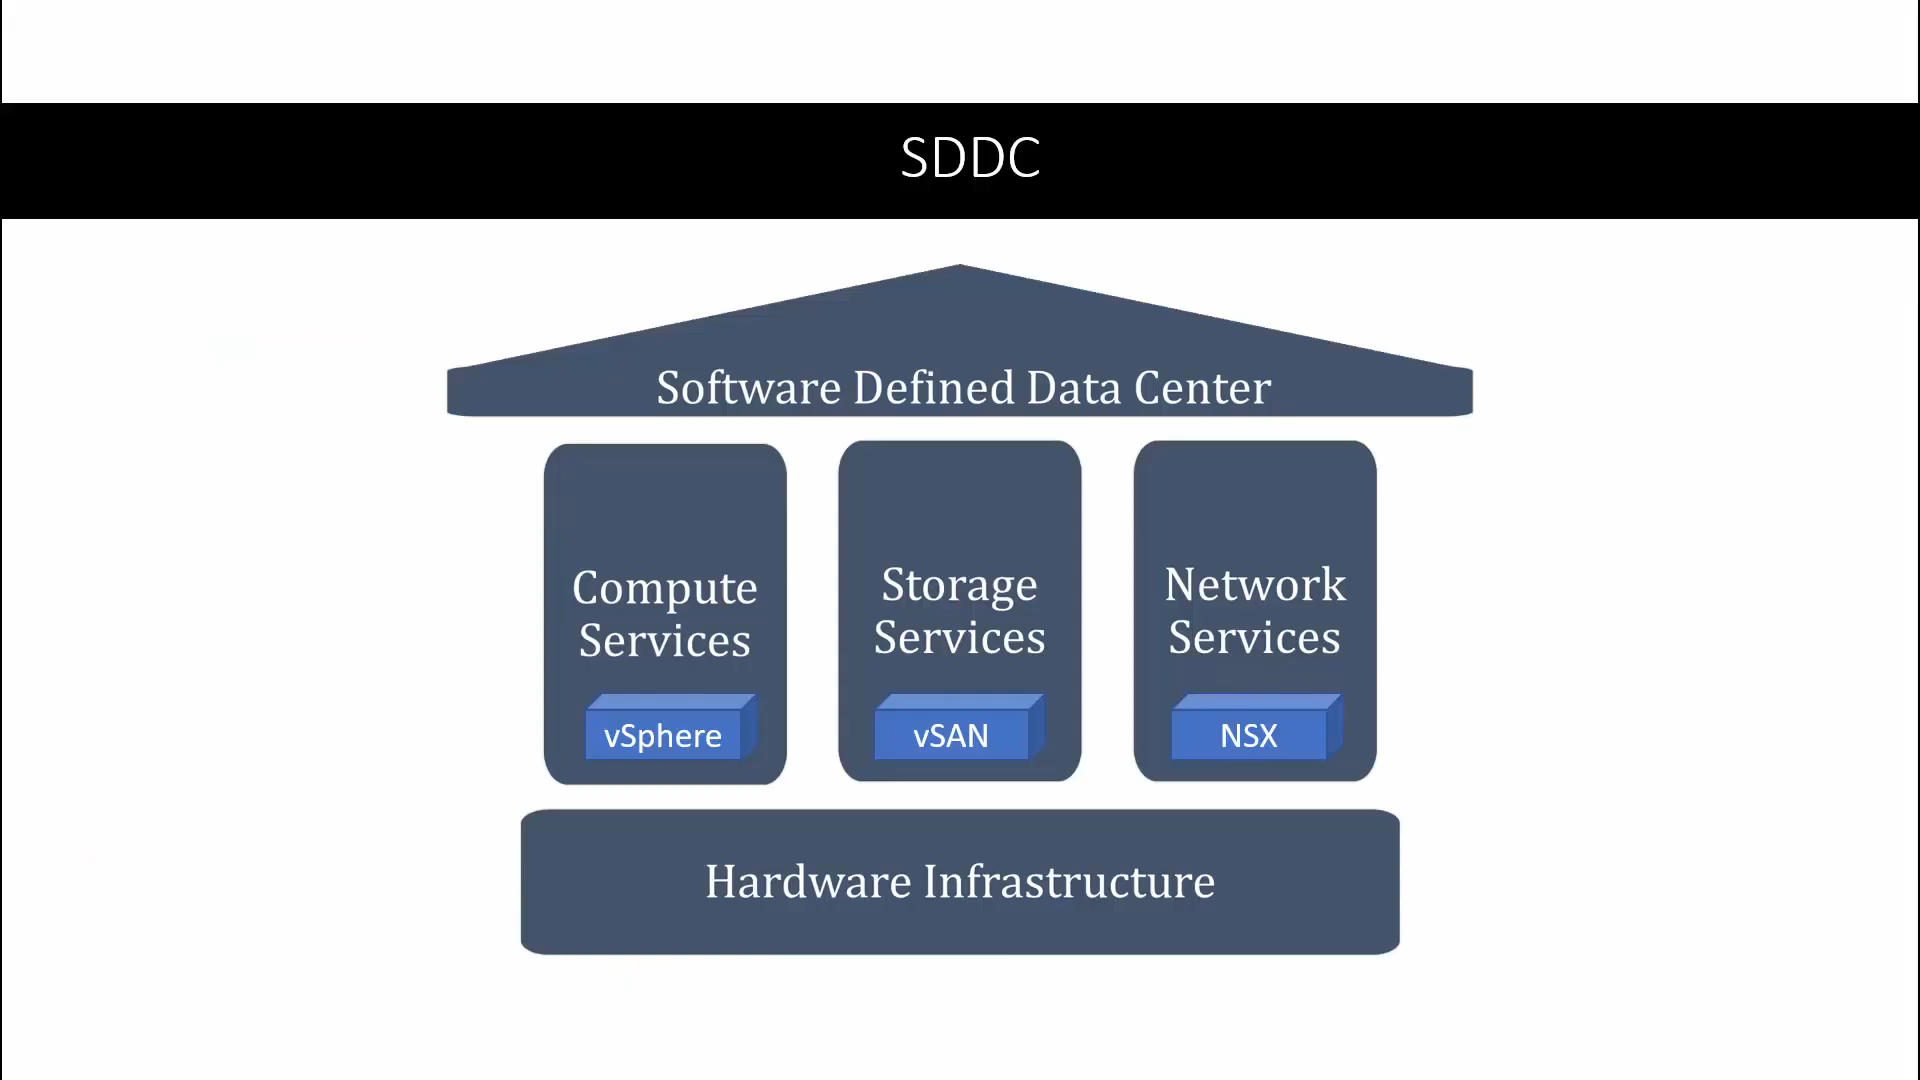 SDDC
Software Defined Data Center
Compute
Services
vSphere
Storage
Services
vSAN
Network
Services
NSX
Hardware Infrastructure